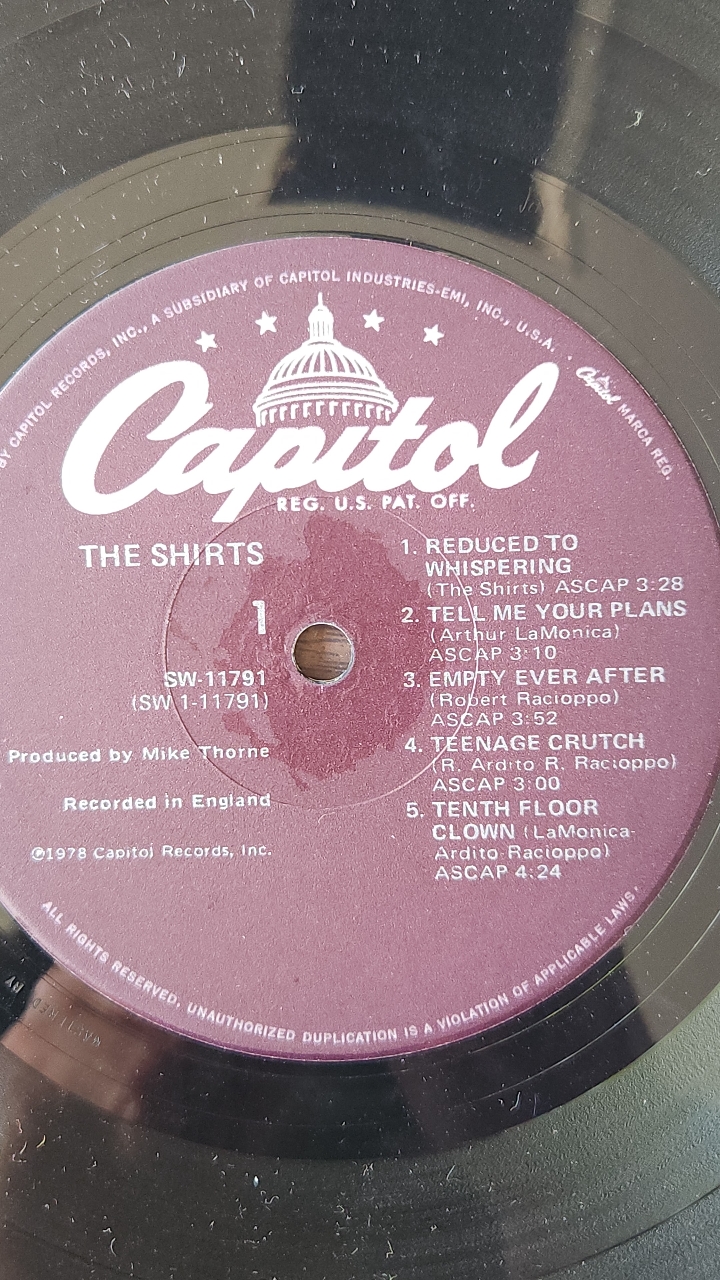 BY CAPITOL RECORDS, INC., A SUBSIDIARY OF CAPITOL INDUSTRIES-EMI, INC., U.S.A. · Capitol MARCA REG.
Capitol
REG. U.S. PAT. OFF.
THE SHIRTS
1
SW-11791
(SW 1-11791)
Produced by Mike Thorne
Recorded in England
℗1978 Capitol Records, Inc.
1. REDUCED TO
WHISPERING
(The Shirts) ASCAP 3:28
2. TELL ME YOUR PLANS
(Arthur LaMonica)
ASCAP 3:10
3. EMPTY EVER AFTER
(Robert Racioppo)
ASCAP 3:52
4. TEENAGE CRUTCH
(R. Ardito R. Racioppo)
ASCAP 3:00
5. TENTH FLOOR
CLOWN (LaMonica-
Ardito-Racioppo)
ASCAP 4:24
ALL RIGHTS RESERVED. UNAUTHORIZED DUPLICATION IS A VIOLATION OF APPLICABLE LAWS.